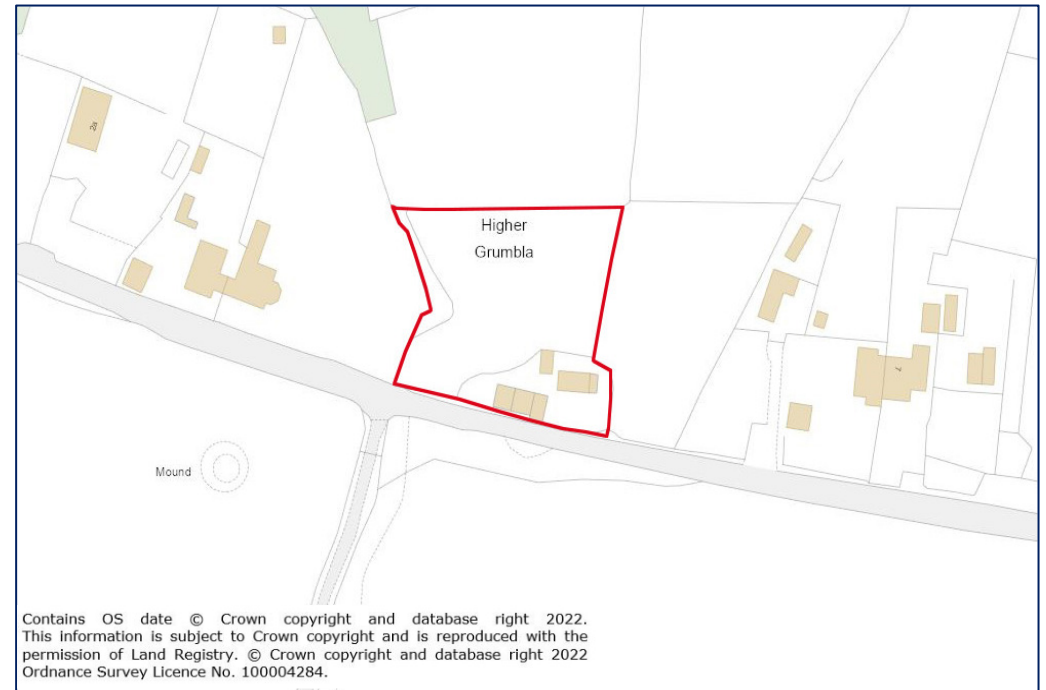 Higher
Grumbla
2a
7
Mound
Contains OS date © Crown copyright and database right 2022.
This information is subject to Crown copyright and is reproduced with the
permission of Land Registry. © Crown copyright and database right 2022
Ordnance Survey Licence No. 100004284.